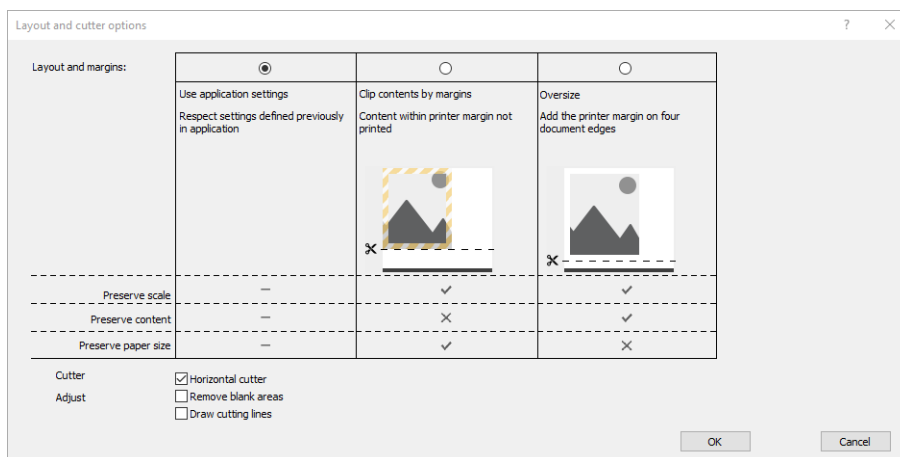 Layout and cutter options
Layout and margins:
Use application settings
Respect settings defined previously
in application
Clip contents by margins
Content within printer margin not
printed
Oversize
Add the printer margin on four
document edges
Preserve scale
Preserve content
Preserve paper size
Cutter
Horizontal cutter
Adjust
Remove blank areas
Draw cutting lines
OK
Cancel